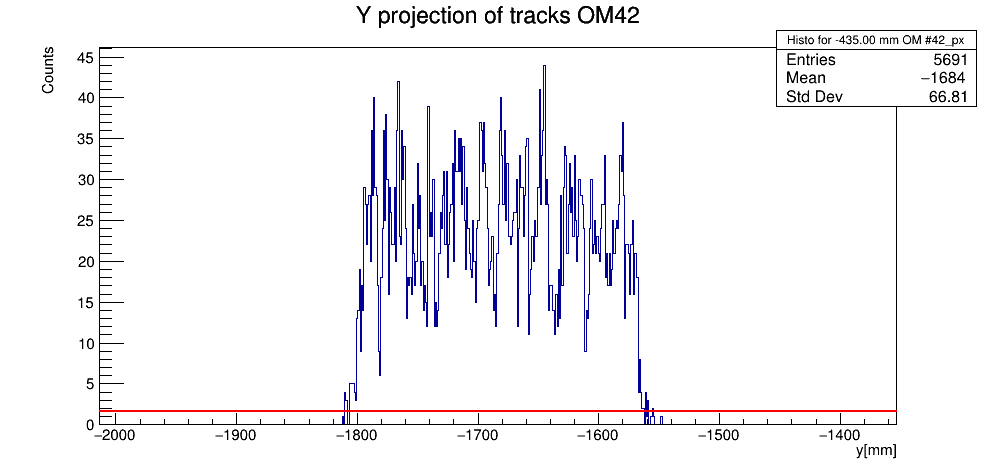 Y projection of tracks OM42
Histo for -435.00 mm OM #42_px
Entries 5691
Mean −1684
Std Dev 66.81
Counts
45
40
35
30
25
20
15
10
5
0
−2000 −1900 −1800 −1700 −1600 −1500 −1400
y[mm]